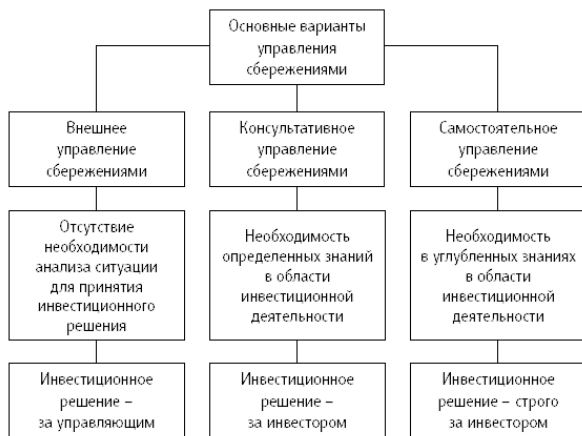 Основные варианты
управления
сбережениями
Внешнее
управление
сбережениями
Консультативное
управление
сбережениями
Самостоятельное
управление
сбережениями
Отсутствие
необходимости
анализа ситуации
для принятия
инвестиционного
решения
Необходимость
определенных знаний
в области
инвестиционной
деятельности
Необходимость
в углубленных знаниях
в области
инвестиционной
деятельности
Инвестиционное
решение –
за управляющим
Инвестиционное
решение –
за инвестором
Инвестиционное
решение – строго
за инвестором